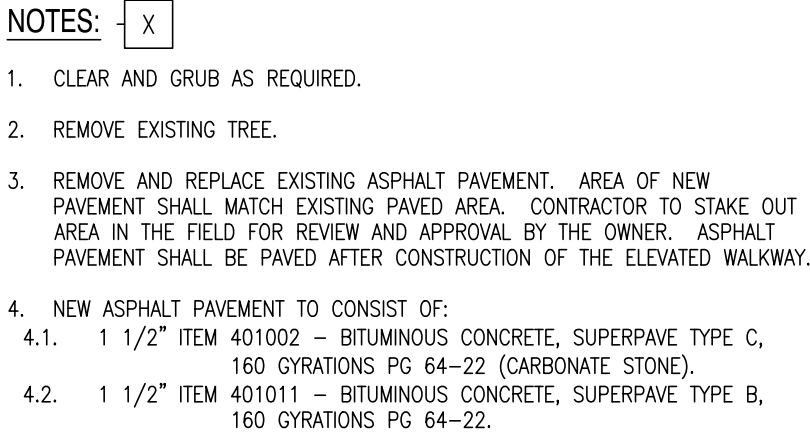 NOTES: X
1. CLEAR AND GRUB AS REQUIRED.
2. REMOVE EXISTING TREE.
3. REMOVE AND REPLACE EXISTING ASPHALT PAVEMENT. AREA OF NEW
PAVEMENT SHALL MATCH EXISTING PAVED AREA. CONTRACTOR TO STAKE OUT
AREA IN THE FIELD FOR REVIEW AND APPROVAL BY THE OWNER. ASPHALT
PAVEMENT SHALL BE PAVED AFTER CONSTRUCTION OF THE ELEVATED WALKWAY.
4. NEW ASPHALT PAVEMENT TO CONSIST OF:
4.1. 1 1/2" ITEM 401002 – BITUMINOUS CONCRETE, SUPERPAVE TYPE C,
160 GYRATIONS PG 64–22 (CARBONATE STONE).
4.2. 1 1/2" ITEM 401011 – BITUMINOUS CONCRETE, SUPERPAVE TYPE B,
160 GYRATIONS PG 64–22.